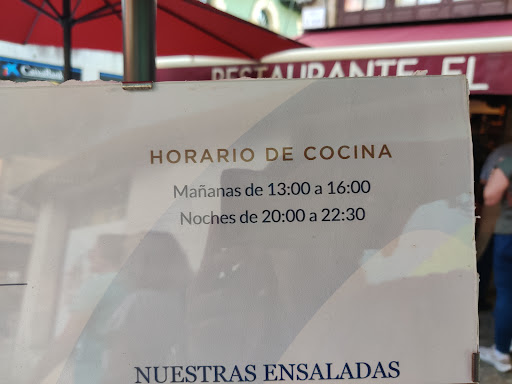 RESTAURANTE EL
HORARIO DE COCINA
Mañanas de 13:00 a 16:00
Noches de 20:00 a 22:30
NUESTRAS ENSALADAS